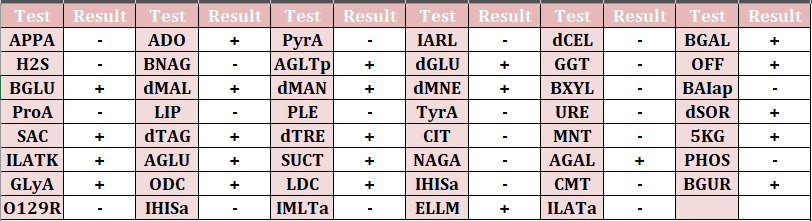 Test Result Test Result Test Result Test Result Test Result Test Result
APPA - ADO + PyrA - IARL - dCEL - BGAL +
H2S - BNAG - AGLTp + dGLU + GGT - OFF +
BGLU + dMAL + dMAN + dMNE + BXYL - BAIap -
ProA - LIP - PLE - TyrA - URE - dSOR +
SAC + dTAG + dTRE + CIT - MNT - 5KG +
ILATK + AGLU + SUCT + NAGA - AGAL + PHOS -
GLyA + ODC + LDC + IHISa - CMT - BGUR +
O129R - IHISa - IMLTa - ELLM + ILATa -